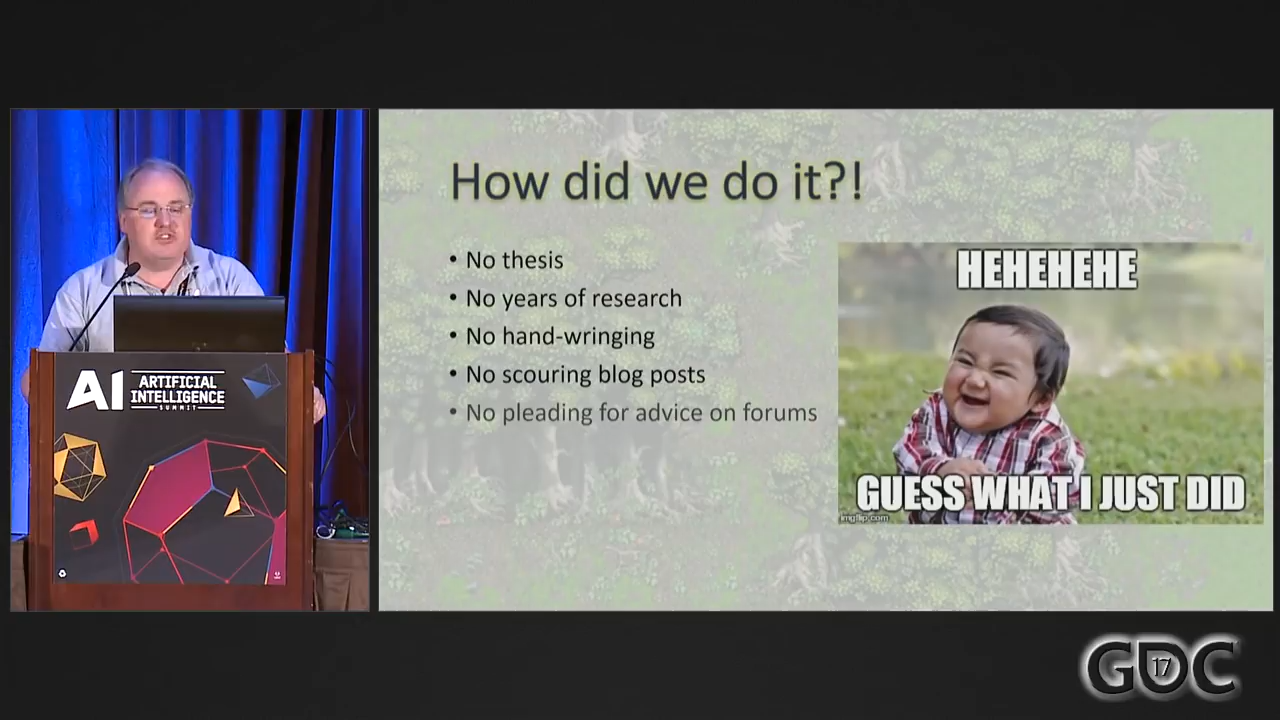 How did we do it?!
• No thesis
• No years of research
• No hand-wringing
• No scouring blog posts
• No pleading for advice on forums
HEHEHEHE
GUESS WHAT I JUST DID
imgflip.com
AI ARTIFICIAL
INTELLIGENCE
SUMMIT
GDC
17